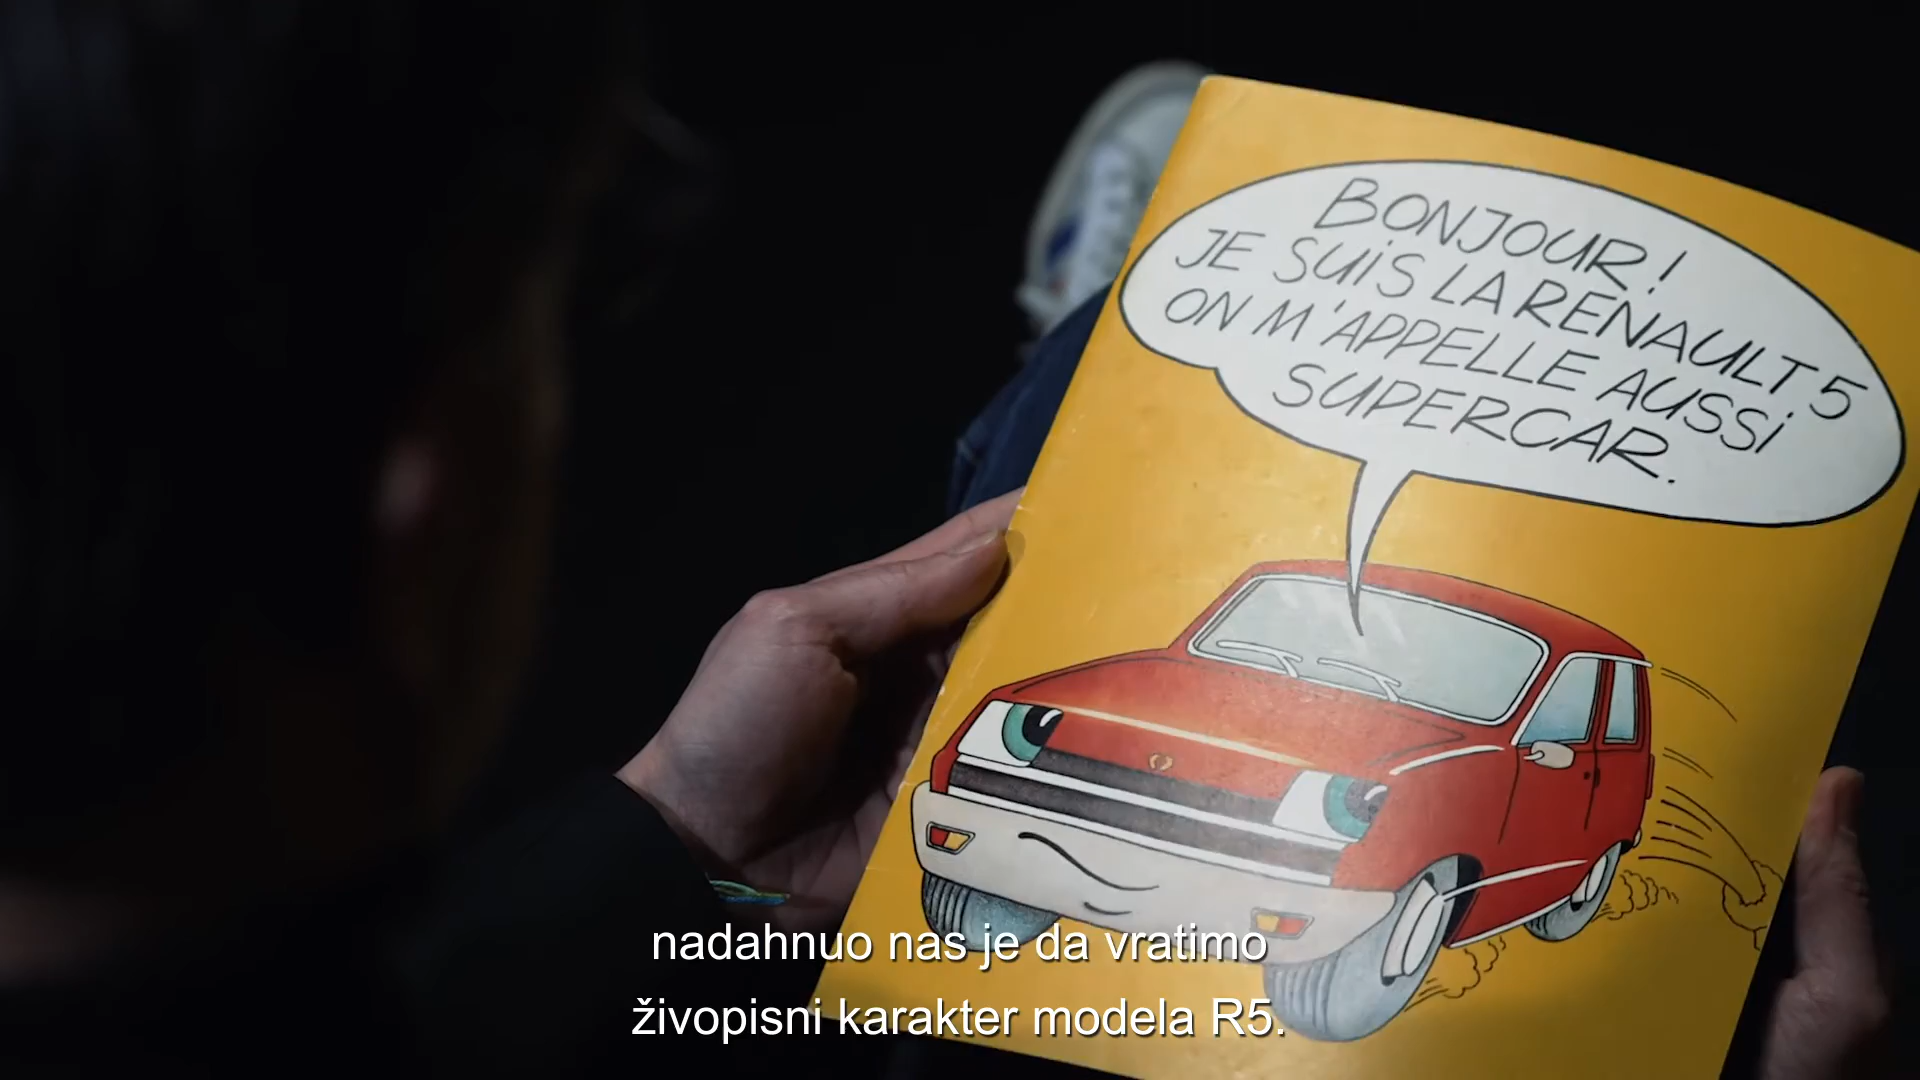 BONJOUR!
JE SUiS LA RENAULT 5
ON M'APPELLE AUSSi
SUPERCAR.
nadahnuo nas je da vratimo
živopisni karakter modela R5.